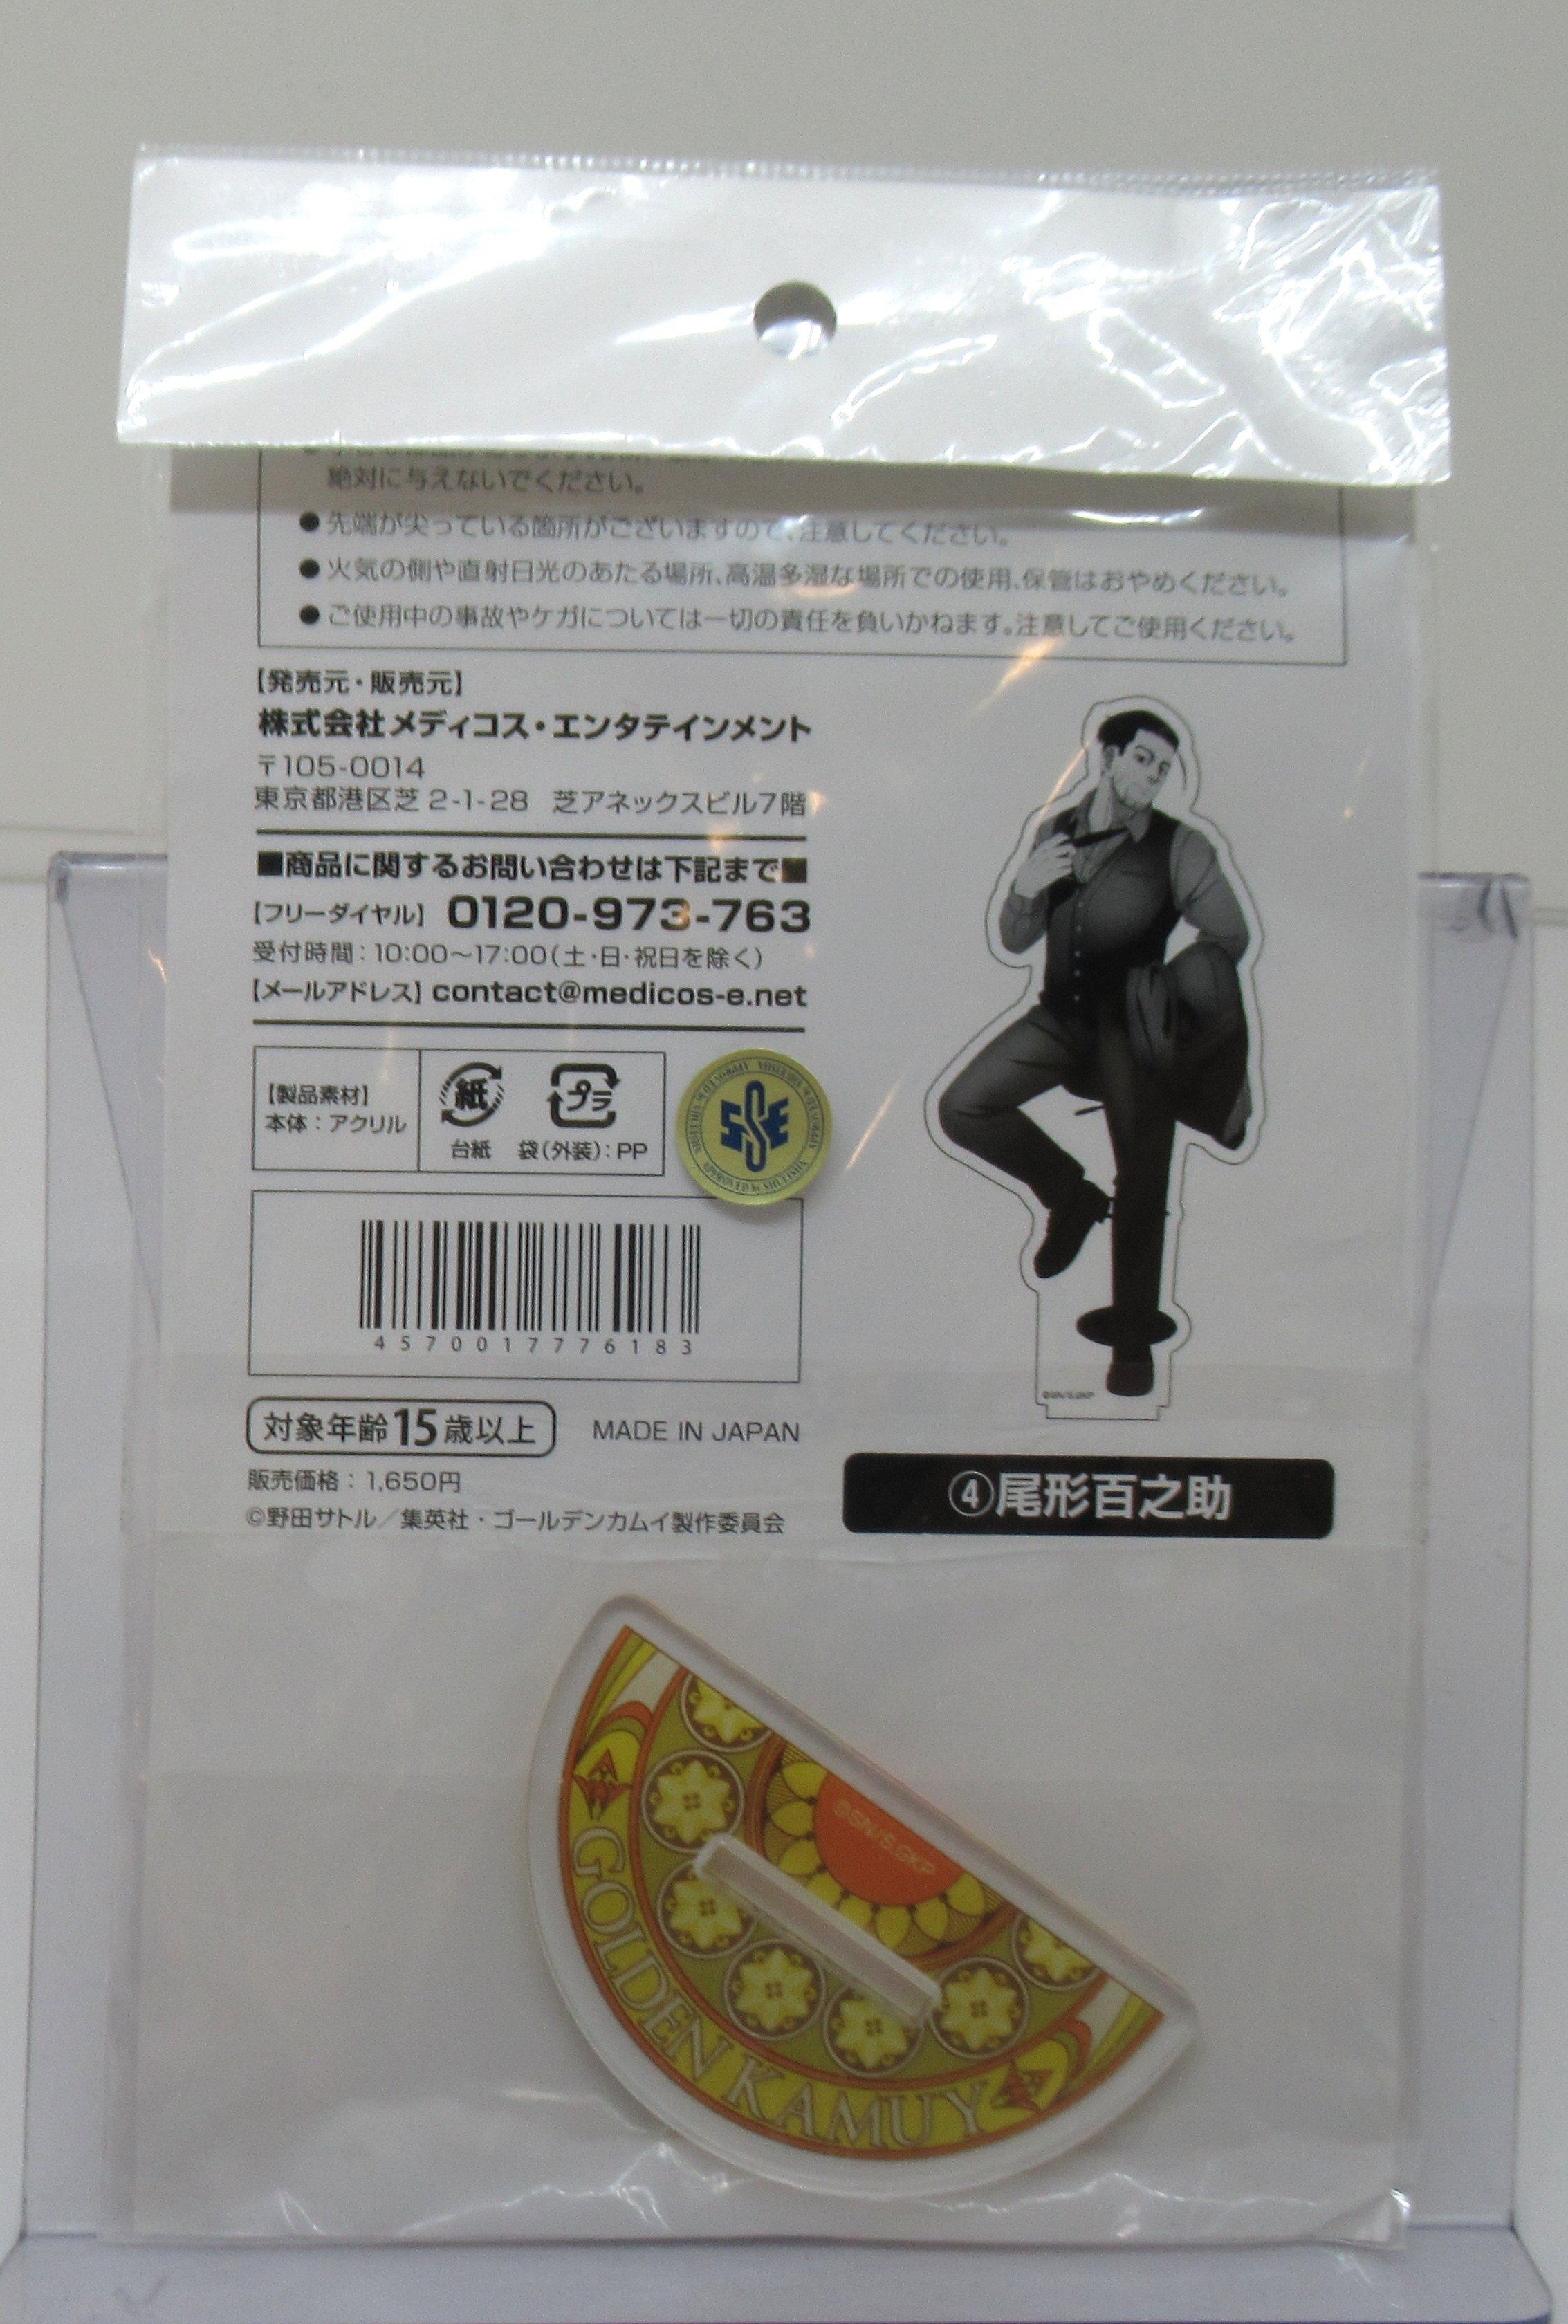 絶対に与えないでください。
●先端が尖っている箇所がございますので、注意してください。
●火気の側や直射日光のあたる場所、高温多湿な場所での使用、保管はおやめください。
●ご使用中の事故やケガについては一切の責任を負いかねます。注意してご使用ください。
【発売元・販売元】
株式会社メディコス・エンタテインメント
〒105-0014
東京都港区芝2-1-28 芝アネックスビル7階
■商品に関するお問い合わせは下記まで■
【フリーダイヤル】 0120-973-763
受付時間:10:00〜17:00(土・日・祝日を除く)
【メールアドレス】contact@medicos-e.net
【製品素材】
本体:アクリル
紙
台紙
プラ
袋(外装):PP
SSE
APPROVED by SHUEISHA
4570017776183
対象年齢15歳以上
MADE IN JAPAN
販売価格:1,650円
©野田サトル/集英社・ゴールデンカムイ製作委員会
©SN/S,GKP
④尾形百之助
©SN/S,GKP
GOLDEN KAMUY